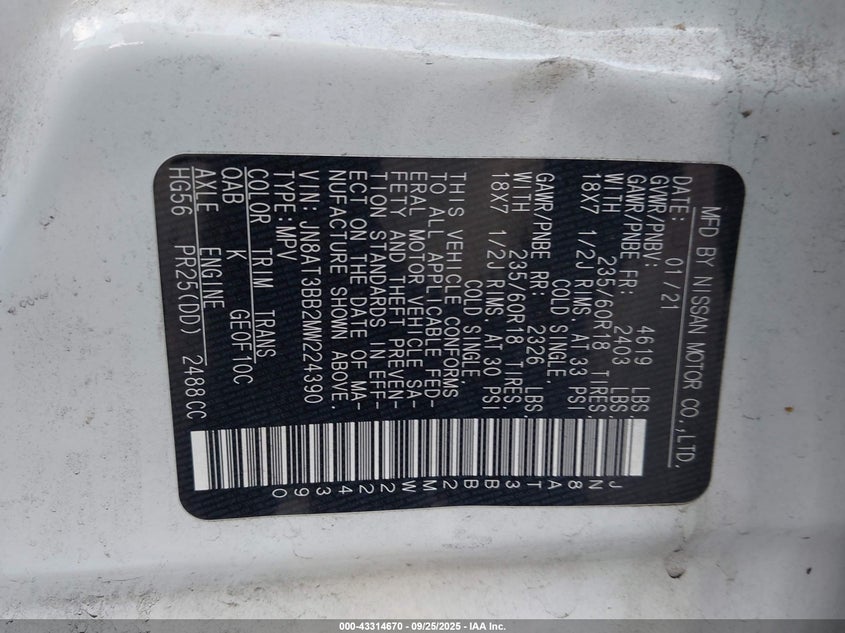 MFD BY NISSAN MOTOR CO.,LTD.
DATE: 01/21
GVWR/PNBV: 4619 LBS
GAWR/PNBE FR: 2403 LBS
WITH 235/60R18 TIRES,
18X7 1/2J RIMS, AT 33 PSI
COLD SINGLE,
GAWR/PNBE RR: 2326 LBS
WITH 235/60R18 TIRES,
18X7 1/2J RIMS, AT 30 PSI
COLD SINGLE,
THIS VEHICLE CONFORMS
TO ALL APPLICABLE FED-
ERAL MOTOR VEHICLE SA-
FETY AND THEFT PREVEN-
TION STANDARDS IN EFF-
ECT ON THE DATE OF MA-
NUFACTURE SHOWN ABOVE.
VIN: JN8AT3BB2MW224390
TYPE: MPV
COLOR TRIM TRANS
QAB K GE0F10C
AXLE ENGINE
HG56 PR25(DD) 2488CC
JN8AT3BB2MW224390
000-43314670 - 09/25/2025 - IAA Inc.